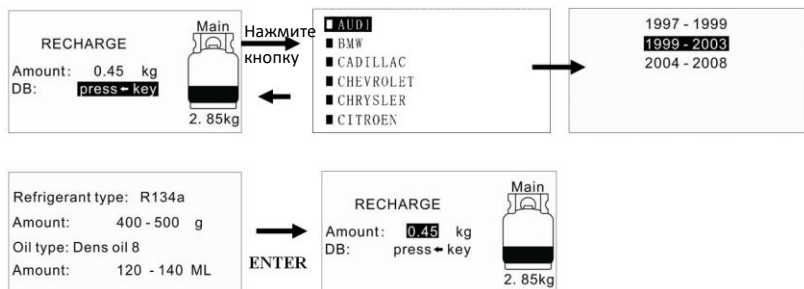 RECHARGE
Amount: 0.45 kg
DB: press ← key
Main
2. 85kg
Нажмите
кнопку
AUDI
BMW
CADILLAC
CHEVROLET
CHRYSLER
CITROEN
1997 - 1999
1999 - 2003
2004 - 2008
Refrigerant type: R134a
Amount: 400 - 500 g
Oil type: Dens oil 8
Amount: 120 - 140 ML
ENTER
RECHARGE
Amount: 0.45 kg
DB: press ← key
Main
2. 85kg